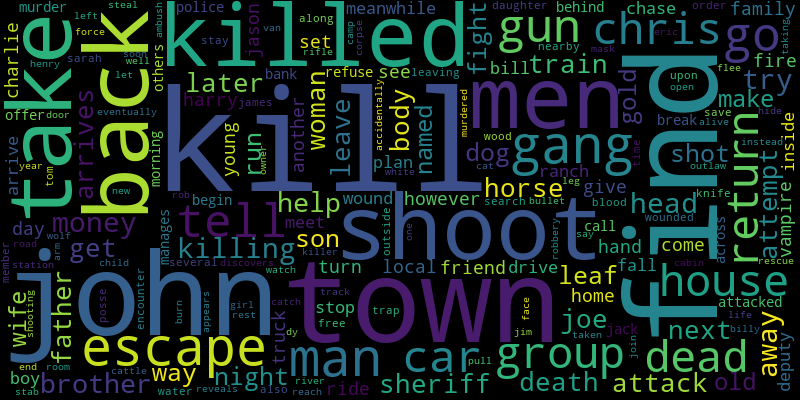 murder
left
steal
police
along
camp
corpse
meanwhile
daughter
order
eric
ambush
killed
gun
chris
go
family
behind
chase
taking
take
back
jason
van
set
fight
nearby
mask
charlie
force
soon
well
stay
rifle
sarah
others
bill
train
upon
flee
fire
henry
let
later
bank
refuse
see
leaving
open
try
offer
door
harry
james
woman
body
kill
men
find
gold
make
eventually
arrives
another
accidentally
murdered
wood
gang
break
save
alive
hide
arrive
year
tom
morning
young
run
owner
leave
plan
named
dog
cat
shot
time
outlaw
instead
inside
new
rob
white
horse
leg
ranch
give
return
attempt
vampire
begin
help
wound
however
search
bullet
blood
head
knife
wounded
day
money
tell
meet
son
shoot
call
say
robbery
hand
come
across
road
wolf
arm
get
manages
killing
several
discovers
outside
one
killer
turn
local
friend
drive
fall
cabin
rescue
house
member
station
child
john
encounter
watch
town
leaf
home
attacked
wife
shooting
father
posse
burn
appears
girl
rest
truck
catch
track
stop
free
trap
face
jim
joe
taken
jack
next
life
billy
away
deputy
end
room
escape
dy
man
car
pull
group
join
dead
boy
stab
brother
cattle
water
way
reveals
night
also
river
reach
ride
sheriff
death
attack
old